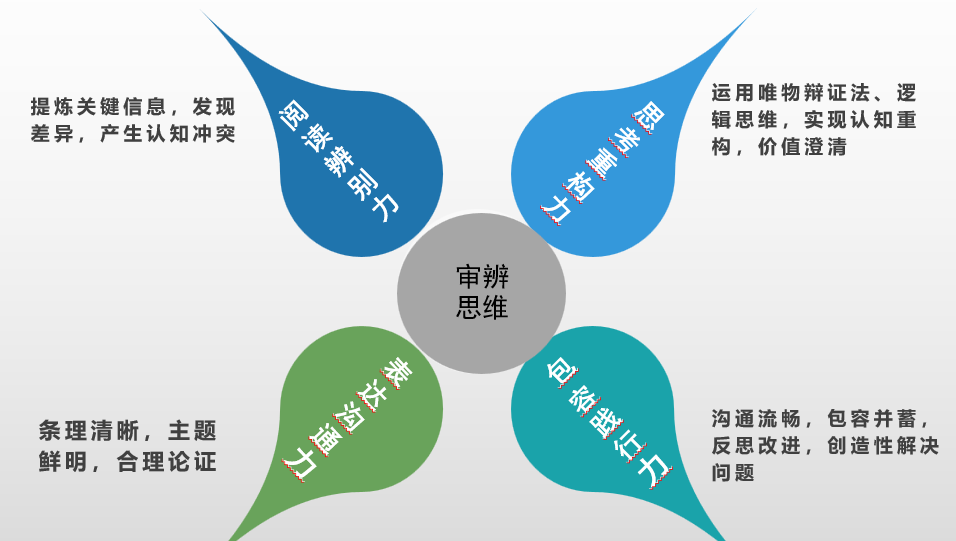 提炼关键信息，发现
差异，产生认知冲突
阅读辨别力
思考重构力
运用唯物辩证法、逻
辑思维，实现认知重
构，价值澄清
审辨
思维
条理清晰，主题
鲜明，合理论证
表达沟通力
包容践行力
沟通流畅，包容并蓄，
反思改进，创造性解决
问题